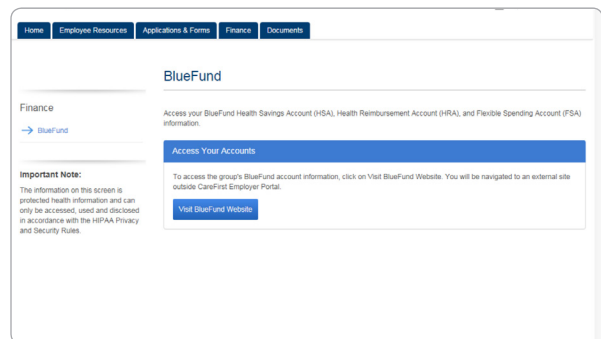 Home Employee Resources Applications & Forms Finance Documents
BlueFund
Finance
BlueFund
Important Note:
The information on this screen is
protected health information and can
only be accessed, used and disclosed
in accordance with the HIPAA Privacy
and Security Rules.
Access your BlueFund Health Savings Account (HSA), Health Reimbursement Account (HRA), and Flexible Spending Account (FSA)
information.
Access Your Accounts
To access the group's BlueFund account information, click on Visit BlueFund Website. You will be navigated to an external site
outside CareFirst Employer Portal.
Visit BlueFund Website